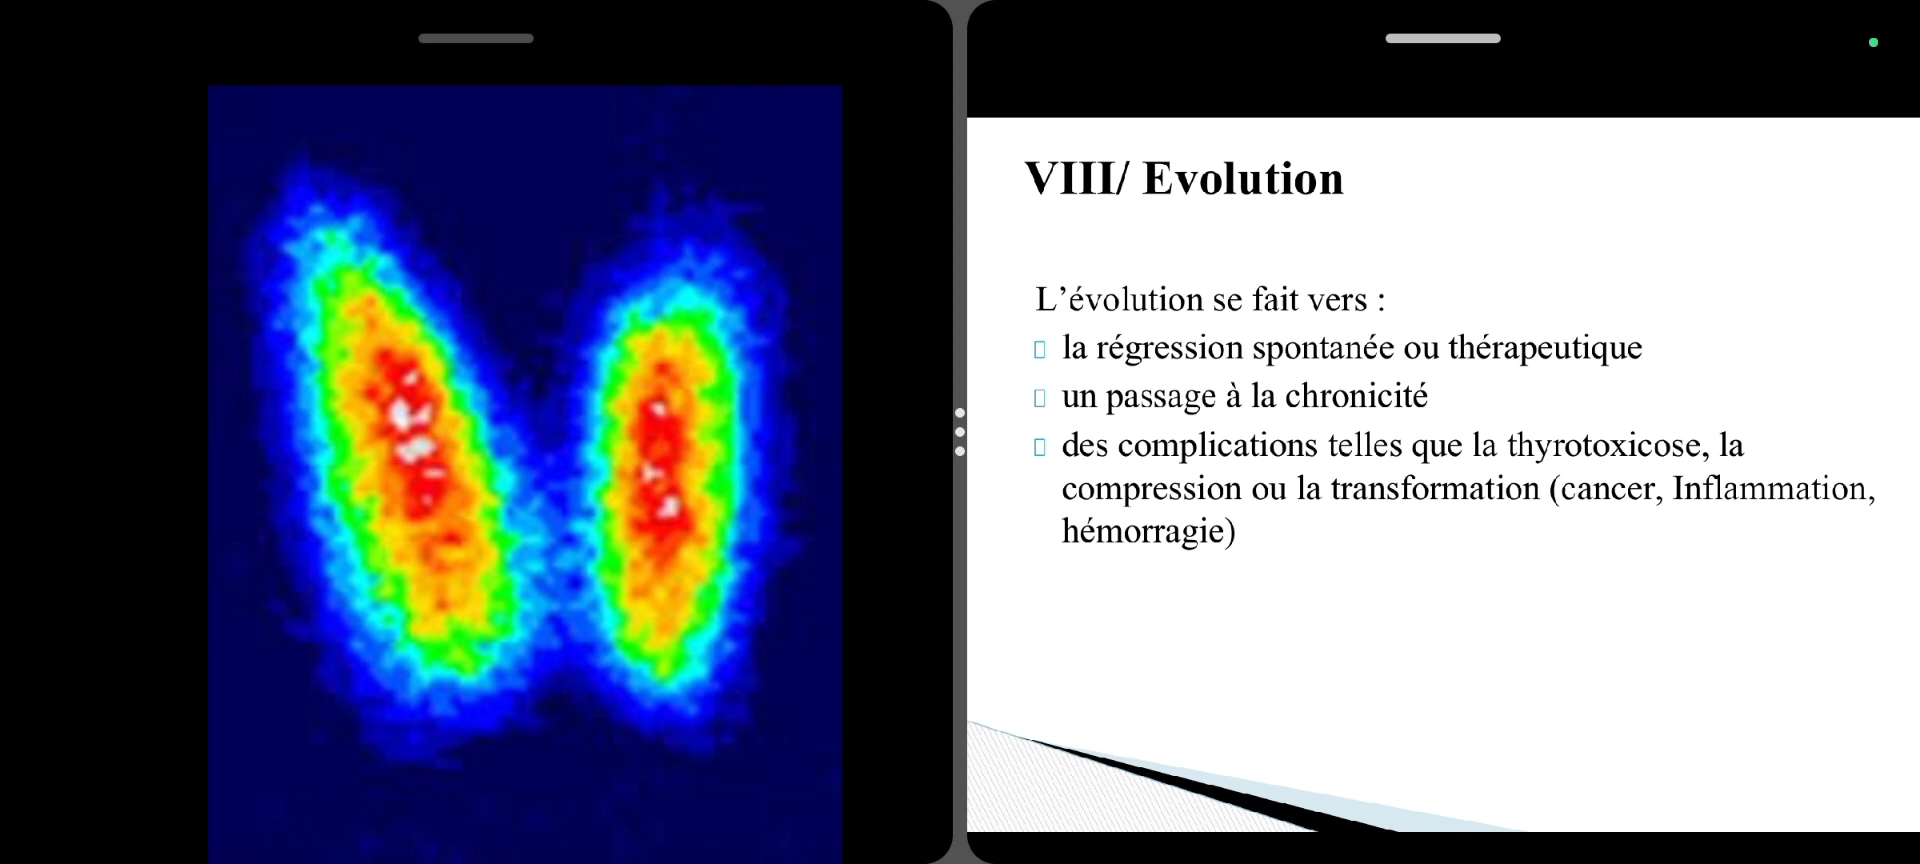 VIII/ Evolution
L’évolution se fait vers :
la régression spontanée ou thérapeutique
un passage à la chronicité
des complications telles que la thyrotoxicose, la
compression ou la transformation (cancer, Inflammation,
hémorragie)